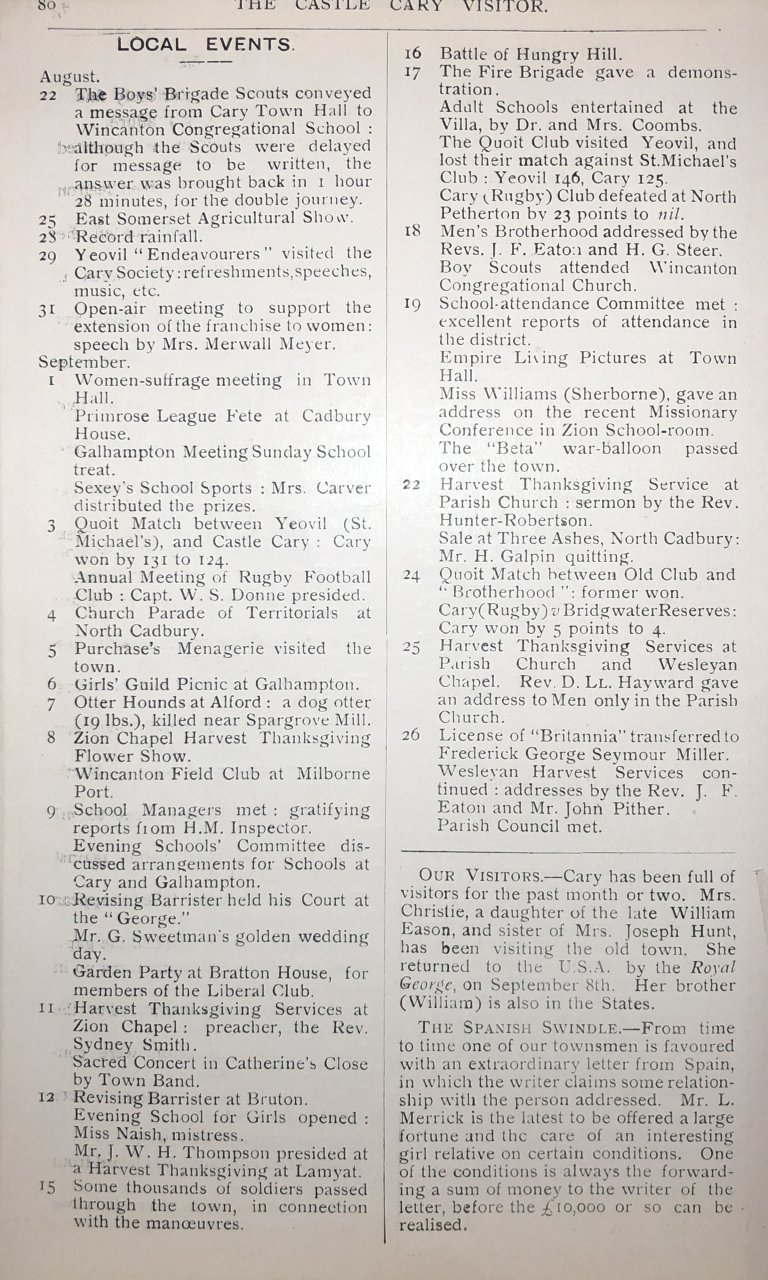 80
THE CASTLE CARY VISITOR.
LOCAL EVENTS.
August.
22 The Boys' Brigade Scouts conveyed
a message from Cary Town Hall to
Wincanton Congregational School :
although the Scouts were delayed
for message to be written, the
answer was brought back in 1 hour
28 minutes, for the double journey.
25 East Somerset Agricultural Show.
28 Record rainfall.
29 Yeovil "Endeavourers" visited the
Cary Society: refreshments, speeches,
music, etc.
31 Open-air meeting to support the
extension of the franchise to women:
speech by Mrs. Merwall Meyer.
September.
1 Women-suffrage meeting in Town
Hall.
Primrose League Fete at Cadbury
House.
Galhampton Meeting Sunday School
treat.
Sexey's School Sports : Mrs. Carver
distributed the prizes.
3 Quoit Match between Yeovil (St.
Michael's), and Castle Cary : Cary
won by 131 to 124.
Annual Meeting of Rugby Football
Club : Capt. W. S. Donne presided.
4 Church Parade of Territorials at
North Cadbury.
5 Purchase's Menagerie visited the
town.
6 Girls' Guild Picnic at Galhampton.
7 Otter Hounds at Alford : a dog otter
(19 lbs.), killed near Spargrove Mill.
8 Zion Chapel Harvest Thanksgiving
Flower Show.
Wincanton Field Club at Milborne
Port.
9 School Managers met : gratifying
reports from H.M. Inspector.
Evening Schools' Committee dis-
cussed arrangements for Schools at
Cary and Galhampton.
10 Revising Barrister held his Court at
the "George."
Mr. G. Sweetman's golden wedding
day.
Garden Party at Bratton House, for
members of the Liberal Club.
11 Harvest Thanksgiving Services at
Zion Chapel : preacher, the Rev.
Sydney Smith.
Sacred Concert in Catherine's Close
by Town Band.
12 Revising Barrister at Bruton.
Evening School for Girls opened :
Miss Naish, mistress.
Mr. J. W. H. Thompson presided at
a Harvest Thanksgiving at Lamyat.
15 Some thousands of soldiers passed
through the town, in connection
with the manœuvres.
16 Battle of Hungry Hill.
17 The Fire Brigade gave a demons-
tration.
Adult Schools entertained at the
Villa, by Dr. and Mrs. Coombs.
The Quoit Club visited Yeovil, and
lost their match against St.Michael's
Club : Yeovil 146, Cary 125.
Cary (Rugby) Club defeated at North
Petherton by 23 points to nil.
18 Men's Brotherhood addressed by the
Revs. J. F. Eaton and H. G. Steer.
Boy Scouts attended Wincanton
Congregational Church.
19 School-attendance Committee met :
excellent reports of attendance in
the district.
Empire Living Pictures at Town
Hall.
Miss Williams (Sherborne), gave an
address on the recent Missionary
Conference in Zion School-room.
The "Beta" war-balloon passed
over the town.
22 Harvest Thanksgiving Service at
Parish Church : sermon by the Rev.
Hunter-Robertson.
Sale at Three Ashes, North Cadbury:
Mr. H. Galpin quitting.
24 Quoit Match between Old Club and
"Brotherhood": former won.
Cary (Rugby) v Bridgwater Reserves:
Cary won by 5 points to 4.
25 Harvest Thanksgiving Services at
Parish Church and Wesleyan
Chapel. Rev. D. LL. Hayward gave
an address to Men only in the Parish
Church.
26 License of "Britannia" transferred to
Frederick George Seymour Miller.
Wesleyan Harvest Services con-
tinued : addresses by the Rev. J. F.
Eaton and Mr. John Pither.
Parish Council met.
OUR VISITORS.—Cary has been full of
visitors for the past month or two. Mrs.
Christie, a daughter of the late William
Eason, and sister of Mrs. Joseph Hunt,
has been visiting the old town. She
returned to the U.S.A. by the Royal
George, on September 8th. Her brother
(William) is also in the States.
THE SPANISH SWINDLE.—From time
to time one of our townsmen is favoured
with an extraordinary letter from Spain,
in which the writer claims some relation-
ship with the person addressed. Mr. L.
Merrick is the latest to be offered a large
fortune and the care of an interesting
girl relative on certain conditions. One
of the conditions is always the forward-
ing a sum of money to the writer of the
letter, before the £10,000 or so can be
realised.